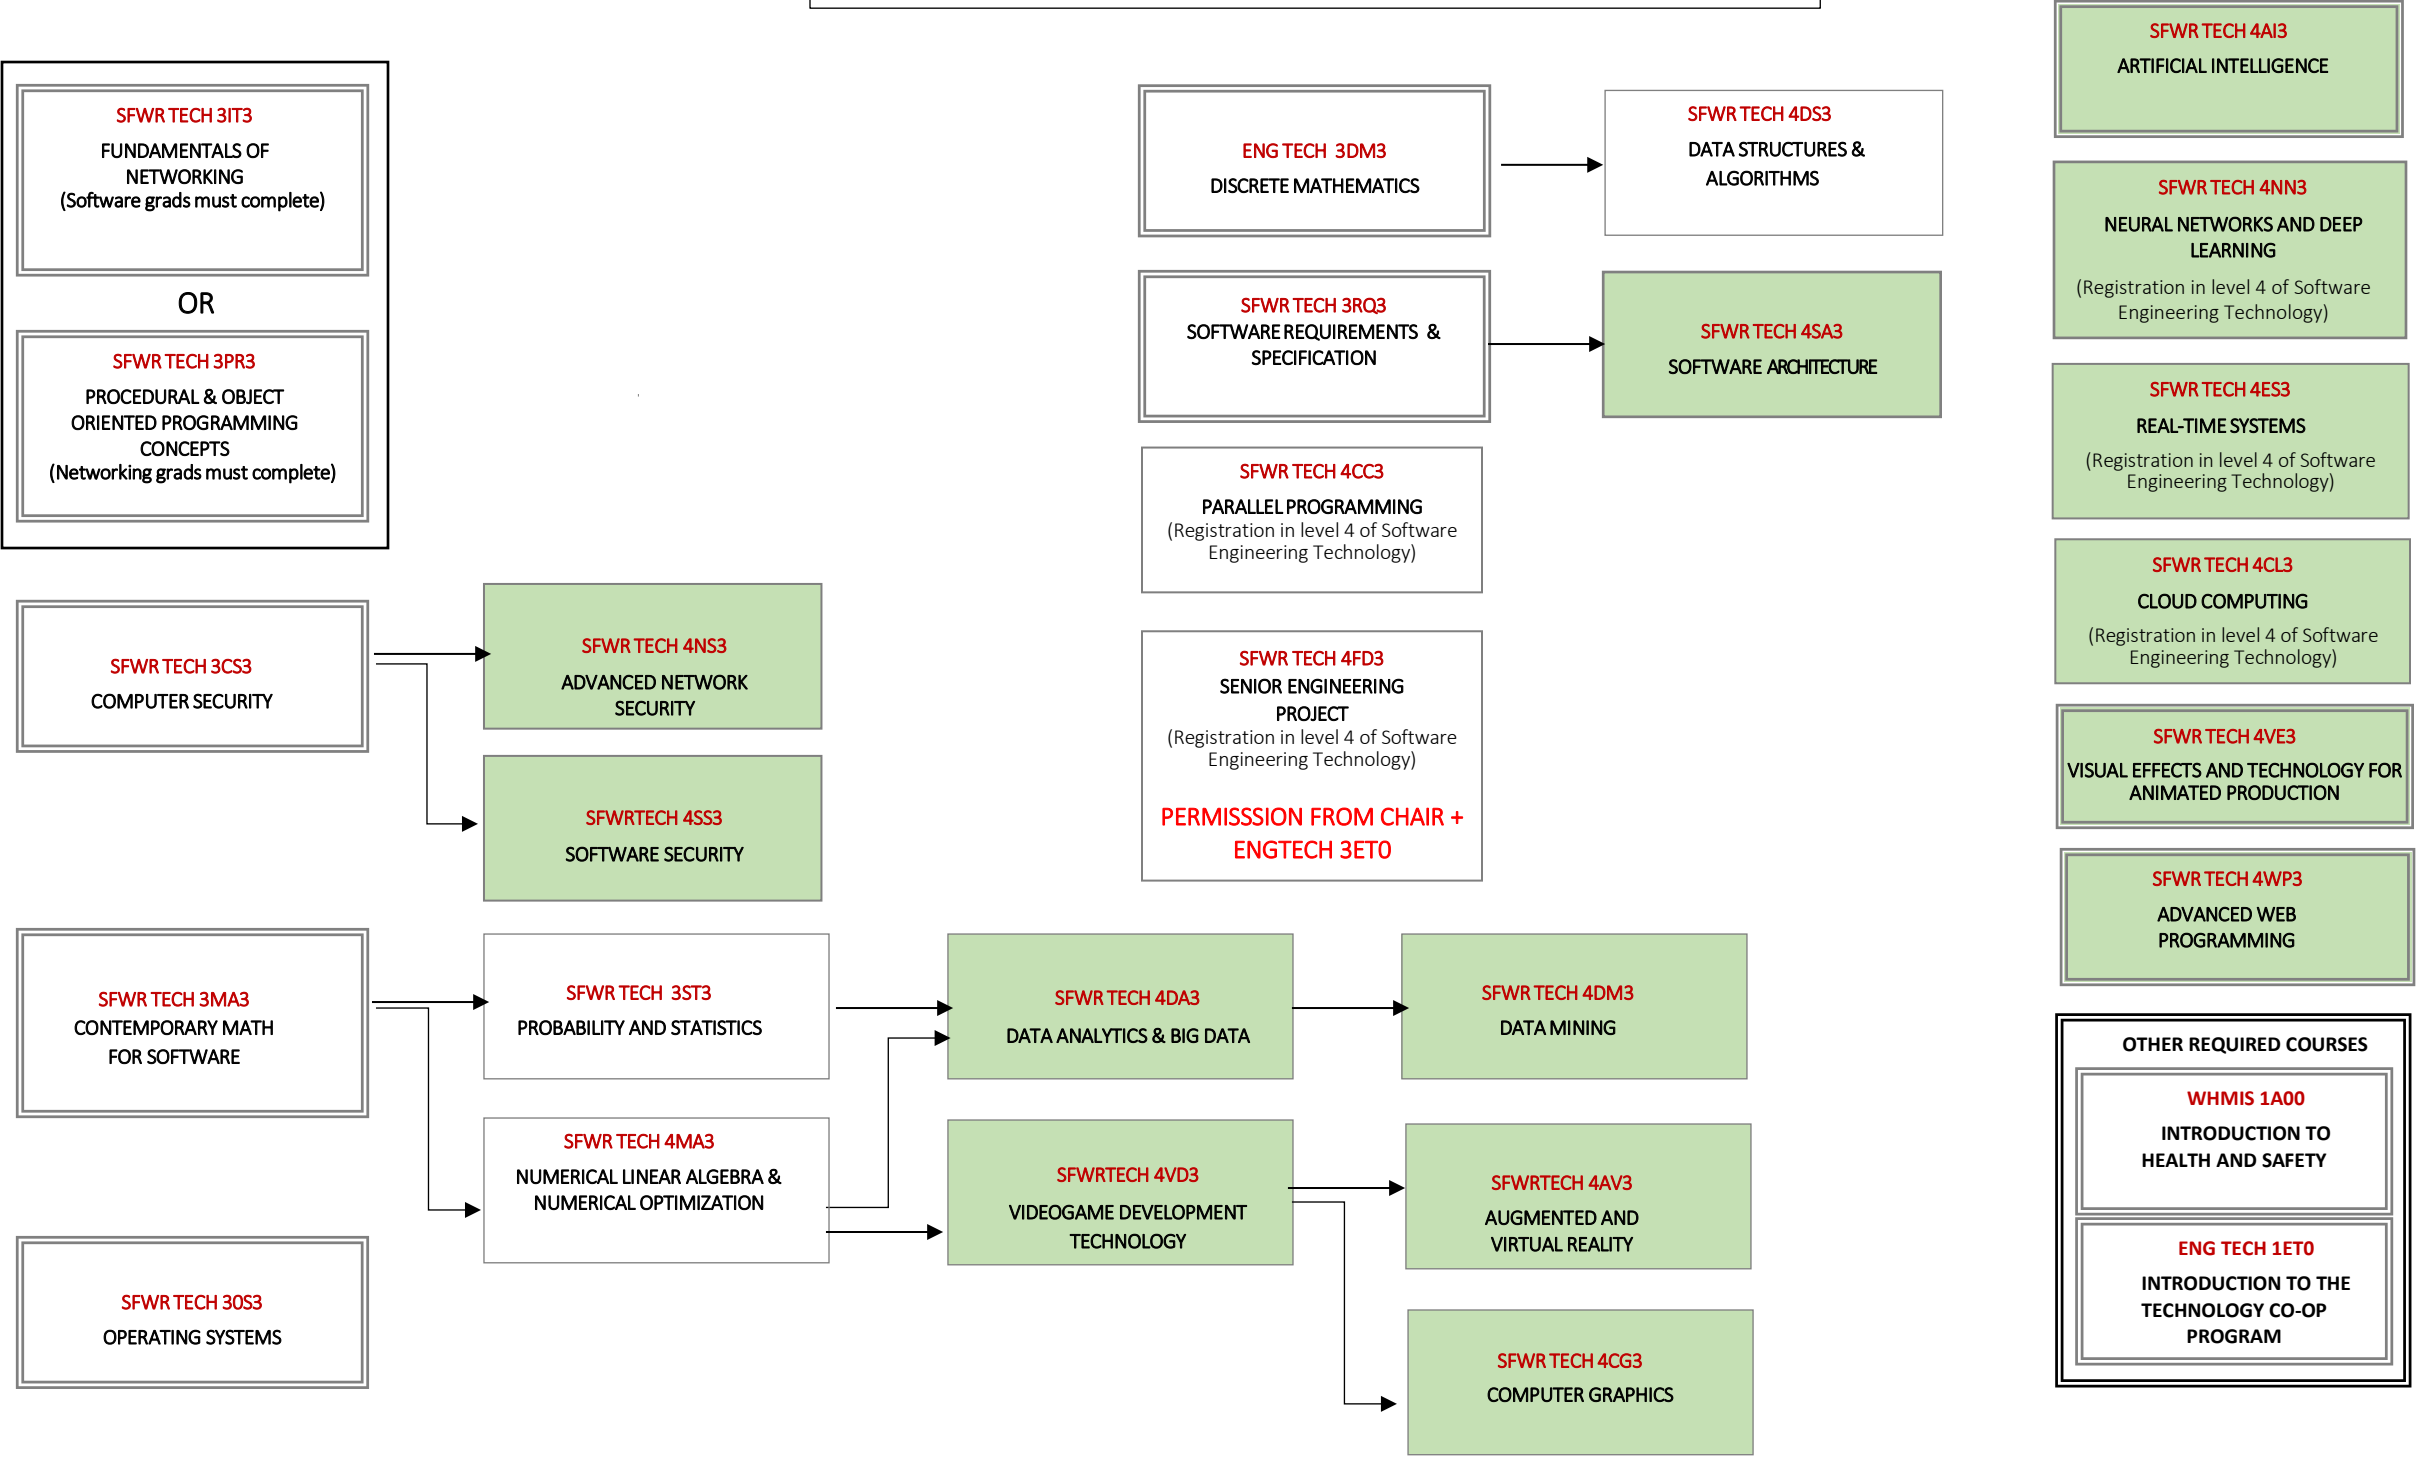 SFWR TECH 3IT3
FUNDAMENTALS OF
NETWORKING
(Software grads must complete)
OR
SFWR TECH 3PR3
PROCEDURAL & OBJECT
ORIENTED PROGRAMMING
CONCEPTS
(Networking grads must complete)
SFWR TECH 3CS3
COMPUTER SECURITY
SFWR TECH 4NS3
ADVANCED NETWORK
SECURITY
SFWRTECH 4SS3
SOFTWARE SECURITY
SFWR TECH 3MA3
CONTEMPORARY MATH
FOR SOFTWARE
SFWR TECH 3ST3
PROBABILITY AND STATISTICS
SFWR TECH 4MA3
NUMERICAL LINEAR ALGEBRA &
NUMERICAL OPTIMIZATION
SFWR TECH 30S3
OPERATING SYSTEMS
ENG TECH 3DM3
DISCRETE MATHEMATICS
SFWR TECH 4DS3
DATA STRUCTURES &
ALGORITHMS
SFWR TECH 3RQ3
SOFTWARE REQUIREMENTS &
SPECIFICATION
SFWR TECH 4SA3
SOFTWARE ARCHITECTURE
SFWR TECH 4CC3
PARALLEL PROGRAMMING
(Registration in level 4 of Software
Engineering Technology)
SFWR TECH 4FD3
SENIOR ENGINEERING
PROJECT
(Registration in level 4 of Software
Engineering Technology)
PERMISSSION FROM CHAIR +
ENGTECH 3ET0
SFWR TECH 4DA3
DATA ANALYTICS & BIG DATA
SFWR TECH 4DM3
DATA MINING
SFWRTECH 4VD3
VIDEOGAME DEVELOPMENT
TECHNOLOGY
SFWRTECH 4AV3
AUGMENTED AND
VIRTUAL REALITY
SFWR TECH 4CG3
COMPUTER GRAPHICS
SFWR TECH 4AI3
ARTIFICIAL INTELLIGENCE
SFWR TECH 4NN3
NEURAL NETWORKS AND DEEP
LEARNING
(Registration in level 4 of Software
Engineering Technology)
SFWR TECH 4ES3
REAL-TIME SYSTEMS
(Registration in level 4 of Software
Engineering Technology)
SFWR TECH 4CL3
CLOUD COMPUTING
(Registration in level 4 of Software
Engineering Technology)
SFWR TECH 4VE3
VISUAL EFFECTS AND TECHNOLOGY FOR
ANIMATED PRODUCTION
SFWR TECH 4WP3
ADVANCED WEB
PROGRAMMING
OTHER REQUIRED COURSES
WHMIS 1A00
INTRODUCTION TO
HEALTH AND SAFETY
ENG TECH 1ET0
INTRODUCTION TO THE
TECHNOLOGY CO-OP
PROGRAM